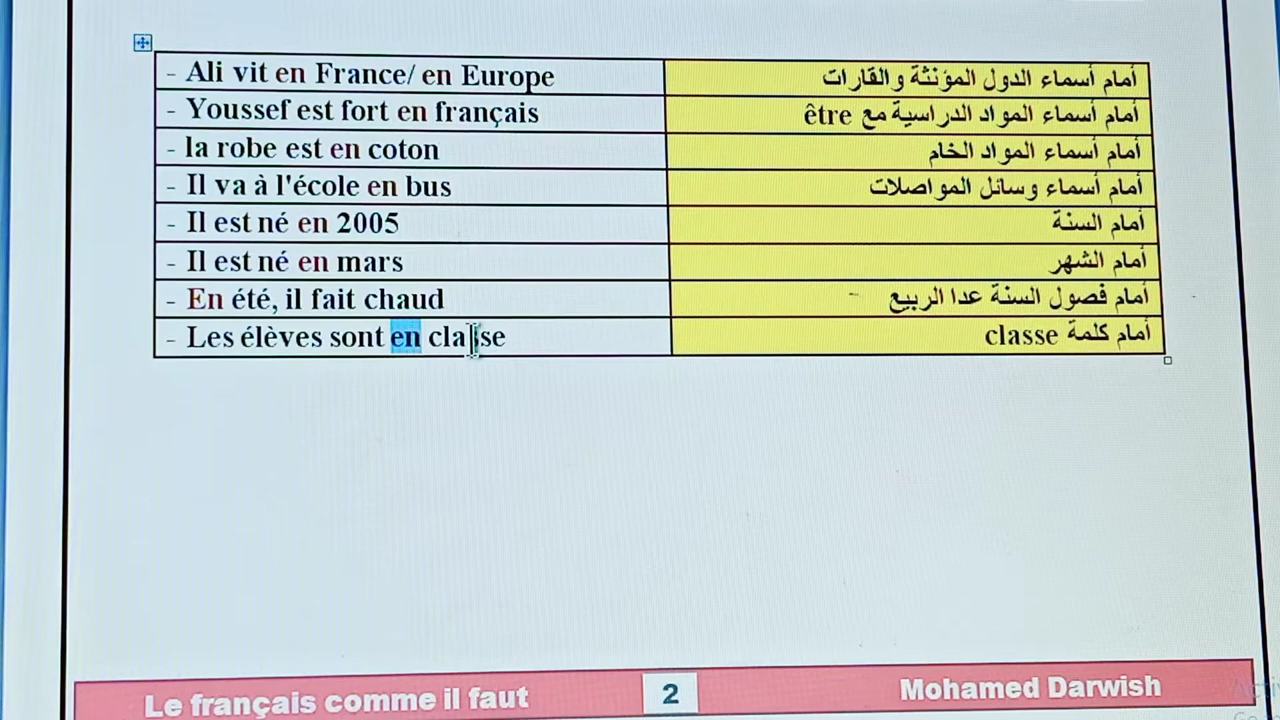 - Ali vit en France/ en Europe
أمام أسماء الدول المؤنثة والقارات
- Youssef est fort en français
أمام أسماء المواد الدراسية مع être
- la robe est en coton
أمام أسماء المواد الخام
- Il va à l'école en bus
أمام أسماء وسائل المواصلات
- Il est né en 2005
أمام السنة
- Il est né en mars
أمام الشهر
- En été, il fait chaud
أمام فصول السنة عدا الربيع
- Les élèves sont en classe
أمام كلمة classe
Le français comme il faut
2
Mohamed Darwish